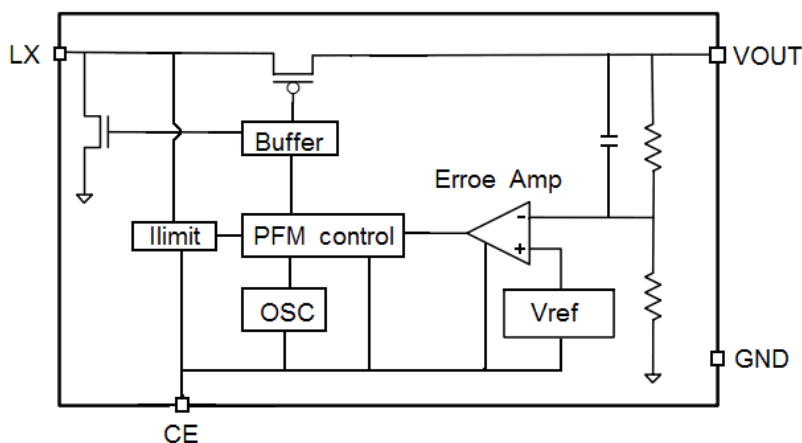 LX
VOUT
Buffer
Erroe Amp
-
+
Ilimit
PFM control
OSC
Vref
GND
CE